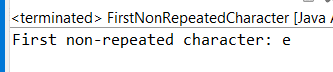 <terminated> FirstNonRepeatedCharacter [Java A
First non-repeated character: e